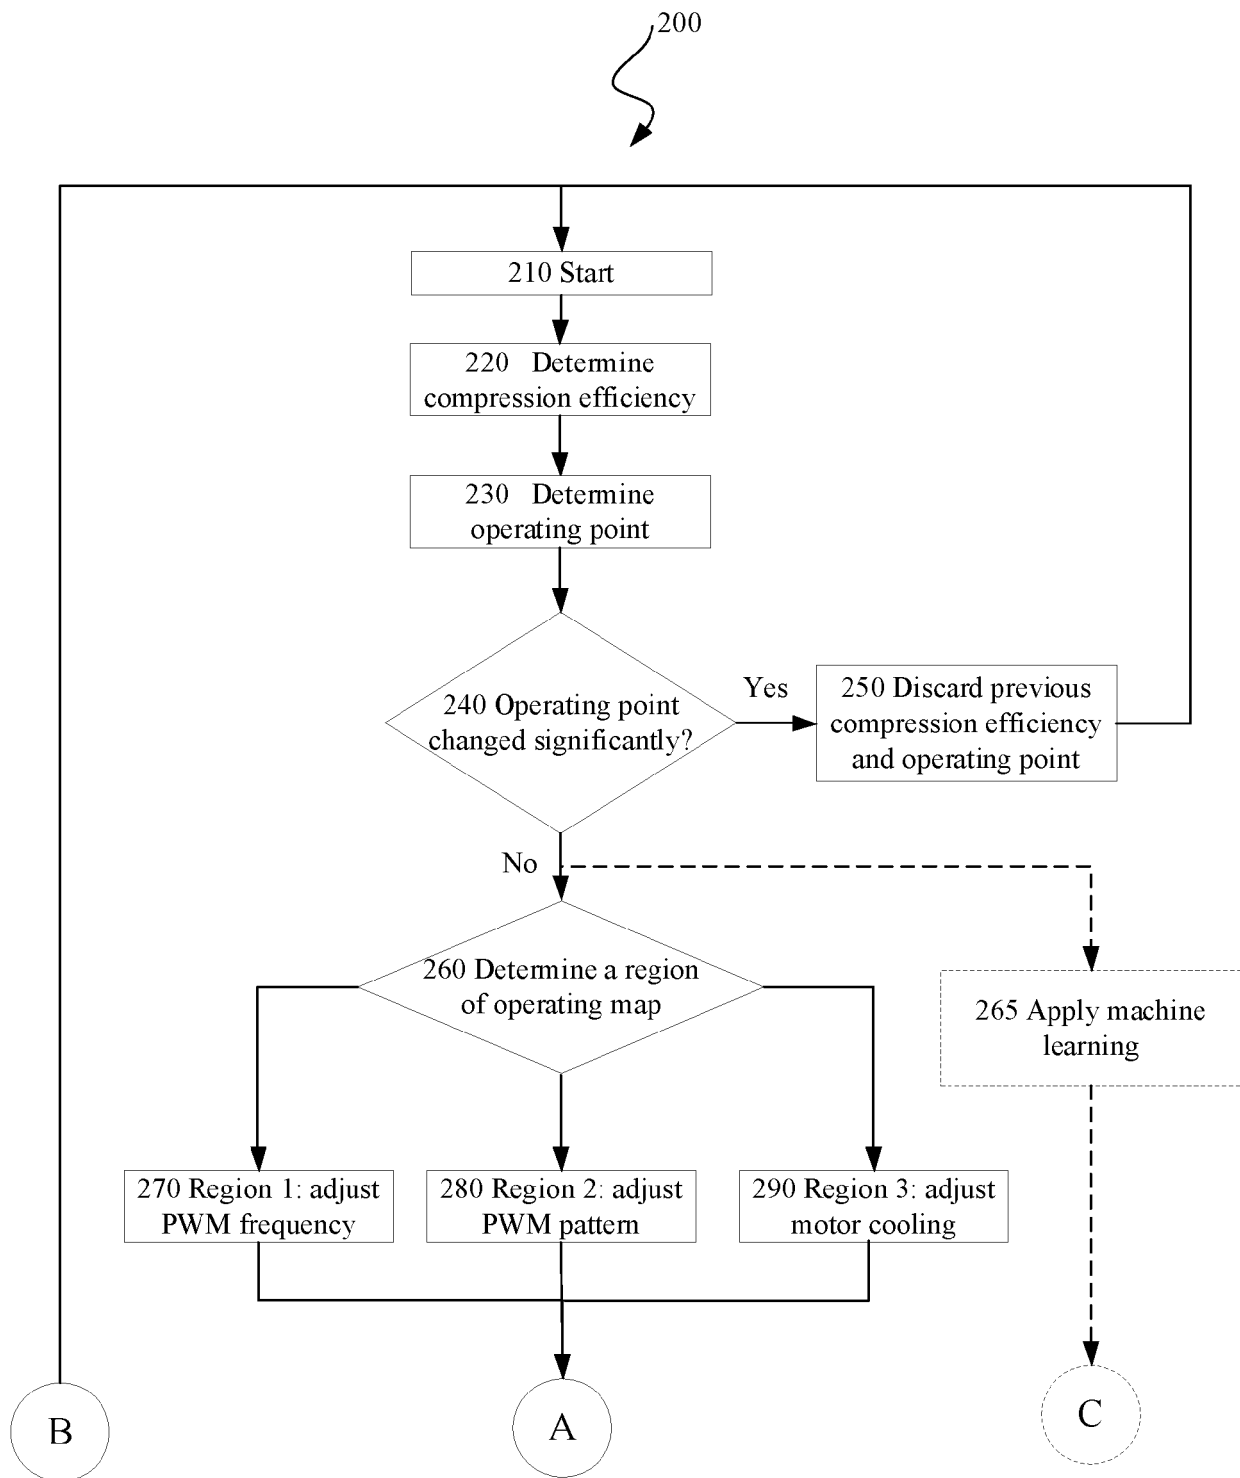 200
210 Start
220 Determine
compression efficiency
230 Determine
operating point
240 Operating point
changed significantly?
Yes
250 Discard previous
compression efficiency
and operating point
No
260 Determine a region
of operating map
265 Apply machine
learning
270 Region 1: adjust
PWM frequency
280 Region 2: adjust
PWM pattern
290 Region 3: adjust
motor cooling
B
A
C